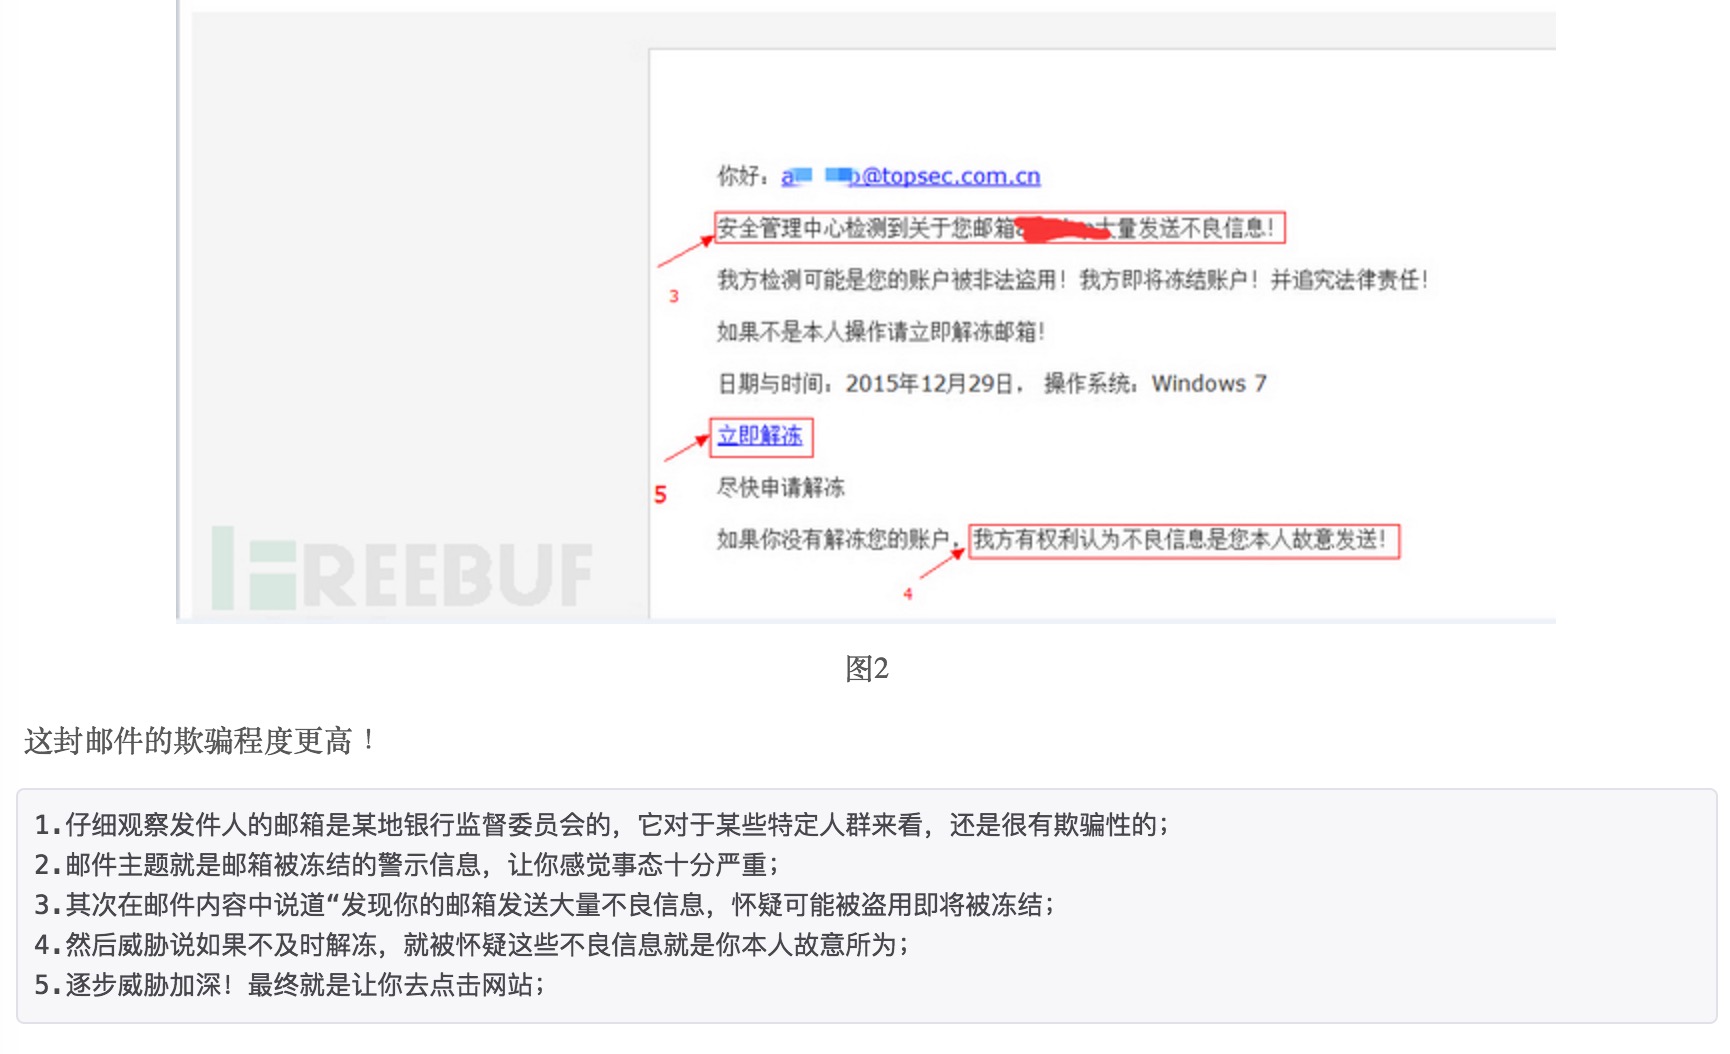 你好：a b@topsec.com.cn
安全管理中心检测到关于您邮箱 大量发送不良信息！
3
我方检测可能是您的账户被非法盗用！我方即将冻结账户！并追究法律责任！
如果不是本人操作请立即解冻邮箱！
日期与时间：2015年12月29日， 操作系统：Windows 7
立即解冻
5
尽快申请解冻
如果你没有解冻您的账户，我方有权利认为不良信息是您本人故意发送！
4
FREEBUF
图2
这封邮件的欺骗程度更高！
1.仔细观察发件人的邮箱是某地银行监督委员会的，它对于某些特定人群来看，还是很有欺骗性的；
2.邮件主题就是邮箱被冻结的警示信息，让你感觉事态十分严重；
3.其次在邮件内容中说道“发现你的邮箱发送大量不良信息，怀疑可能被盗用即将被冻结；
4.然后威胁说如果不及时解冻，就被怀疑这些不良信息就是你本人故意所为；
5.逐步威胁加深！最终就是让你去点击网站；